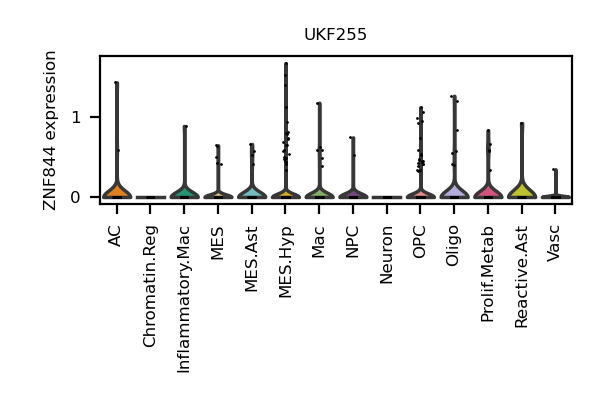 UKF255
ZNF844 expression
1
0
AC
Chromatin.Reg
Inflammatory.Mac
MES
MES.Ast
MES.Hyp
Mac
NPC
Neuron
OPC
Oligo
Prolif.Metab
Reactive.Ast
Vasc